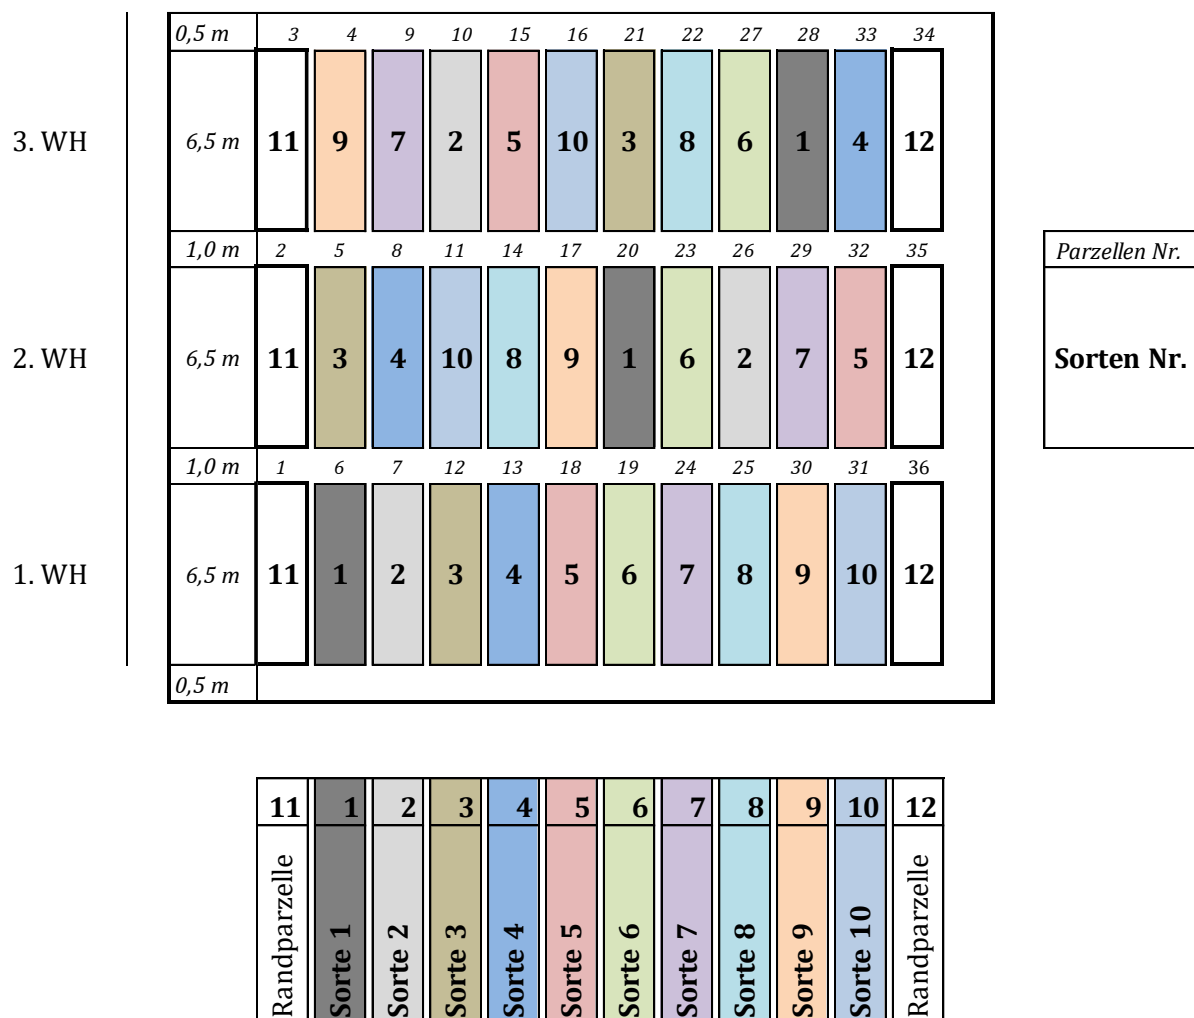 0,5 m 3 4 9 10 15 16 21 22 27 28 33 34
3. WH 6,5 m 11 9 7 2 5 10 3 8 6 1 4 12
1,0 m 2 5 8 11 14 17 20 23 26 29 32 35
Parzellen Nr.
2. WH 6,5 m 11 3 4 10 8 9 1 6 2 7 5 12
Sorten Nr.
1,0 m 1 6 7 12 13 18 19 24 25 30 31 36
1. WH 6,5 m 11 1 2 3 4 5 6 7 8 9 10 12
0,5 m
11 1 2 3 4 5 6 7 8 9 10 12
Randparzelle
Sorte 1
Sorte 2
Sorte 3
Sorte 4
Sorte 5
Sorte 6
Sorte 7
Sorte 8
Sorte 9
Sorte 10
Randparzelle